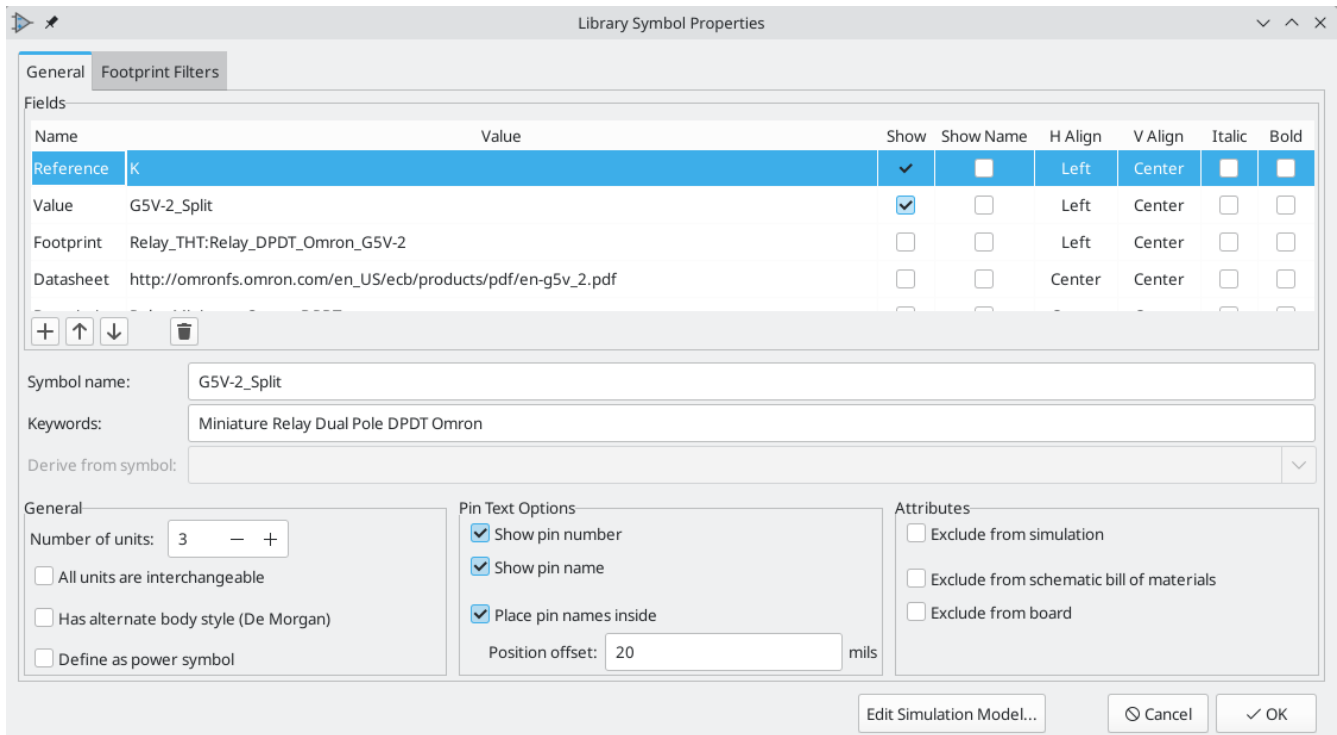 Library Symbol Properties
General Footprint Filters
Fields
Name Value Show Show Name H Align V Align Italic Bold
Reference K Left Center
Value G5V-2_Split Left Center
Footprint Relay_THT:Relay_DPDT_Omron_G5V-2 Left Center
Datasheet http://omronfs.omron.com/en_US/ecb/products/pdf/en-g5v_2.pdf Center Center
Symbol name: G5V-2_Split
Keywords: Miniature Relay Dual Pole DPDT Omron
Derive from symbol:
General Pin Text Options Attributes
Number of units: 3 − + Show pin number Exclude from simulation
All units are interchangeable Show pin name Exclude from schematic bill of materials
Has alternate body style (De Morgan) Place pin names inside Exclude from board
Define as power symbol Position offset: 20 mils
Edit Simulation Model... Cancel OK